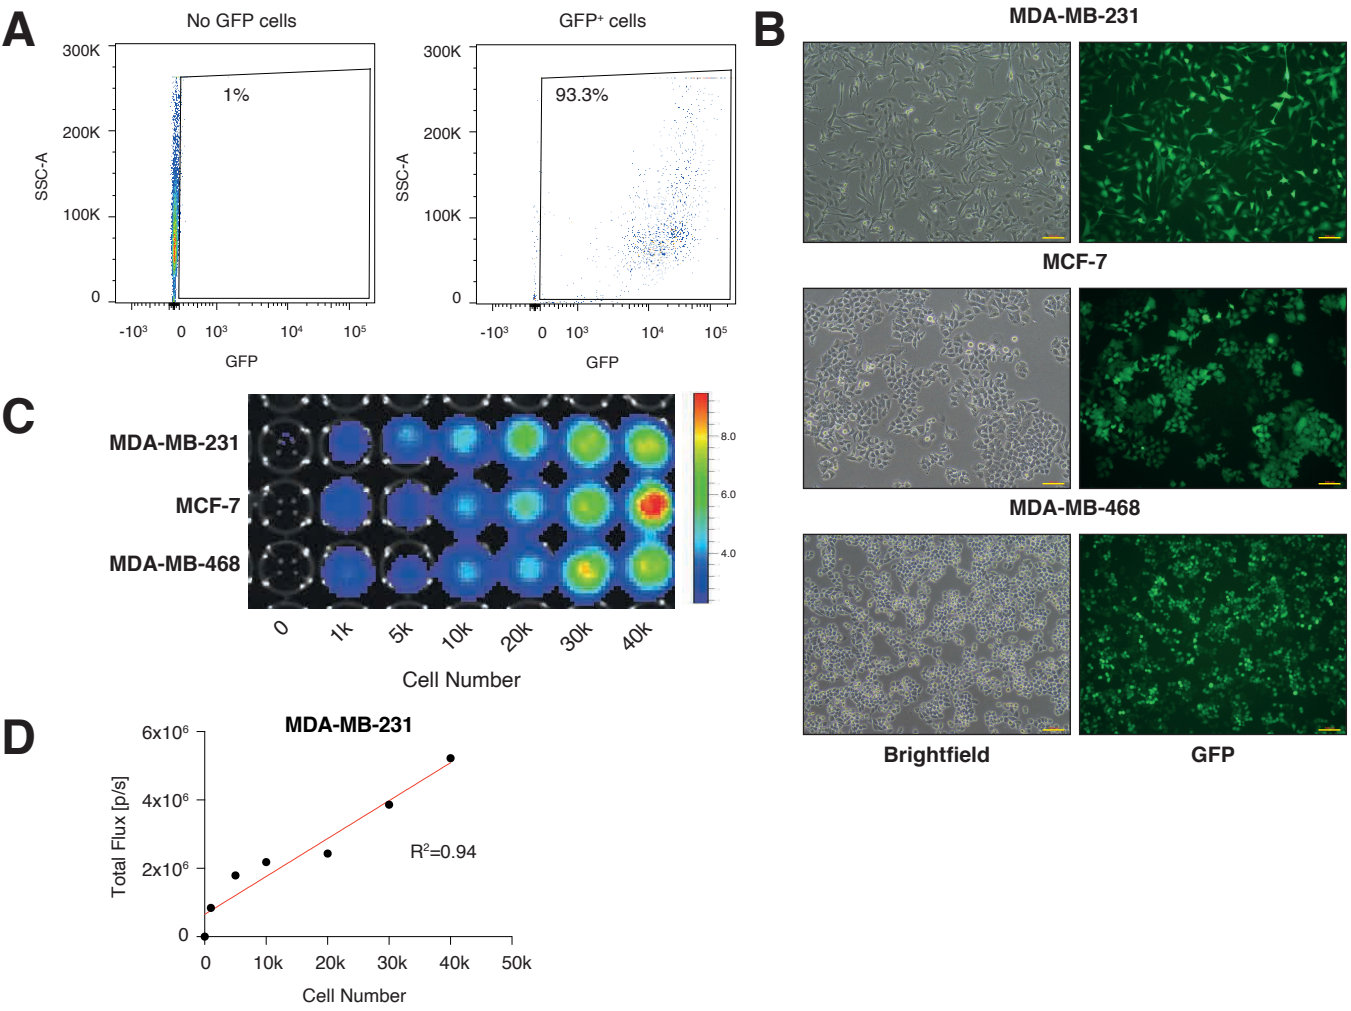 A
No GFP cells
GFP⁺ cells
300K
200K
100K
0
SSC-A
1%
-10³
0
10³
10⁴
10⁵
GFP
300K
200K
100K
0
SSC-A
93.3%
-10³
0
10³
10⁴
10⁵
GFP
B
MDA-MB-231
MCF-7
MDA-MB-468
Brightfield
GFP
C
MDA-MB-231
MCF-7
MDA-MB-468
8.0
6.0
4.0
0
1k
5k
10k
20k
30k
40k
Cell Number
D
MDA-MB-231
6x10⁶
4x10⁶
2x10⁶
0
Total Flux [p/s]
R²=0.94
0
10k
20k
30k
40k
50k
Cell Number